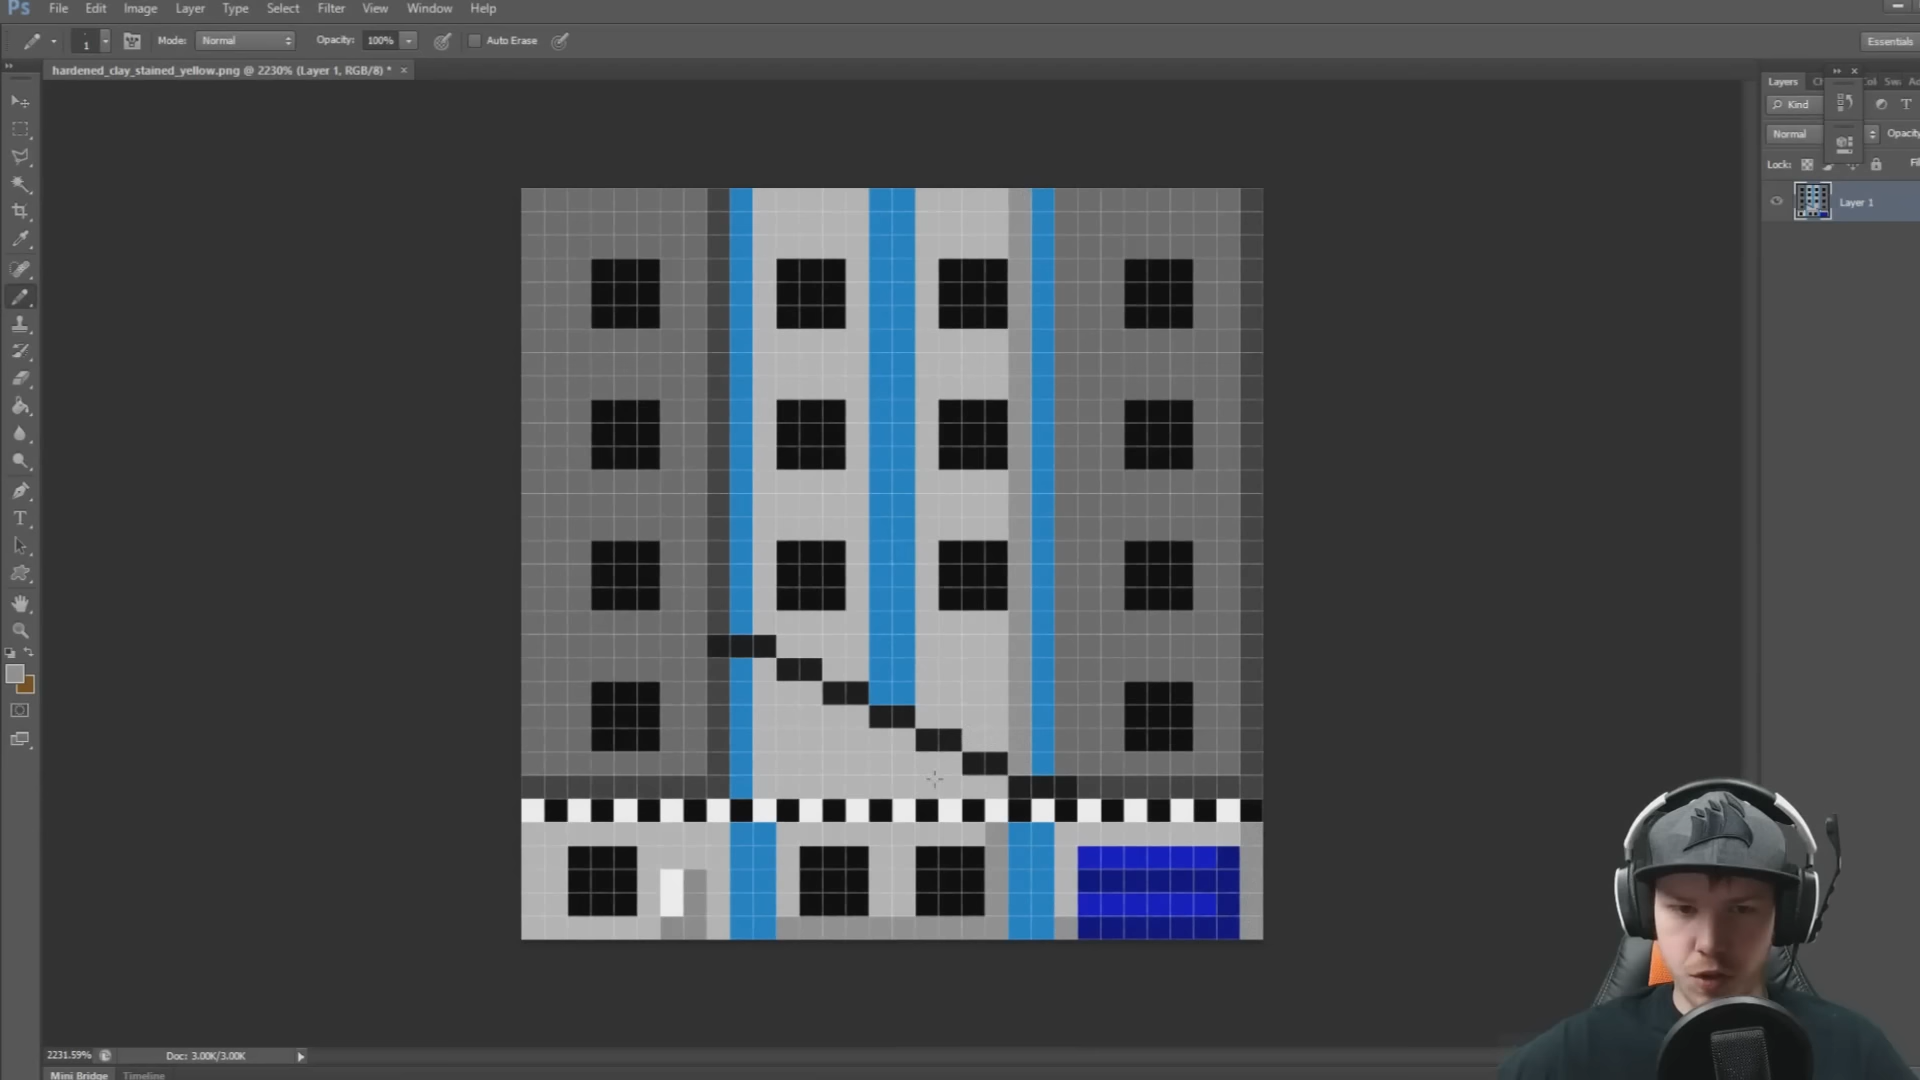 Ps File Edit Image Layer Type Select Filter View Window Help
1 Mode: Normal Opacity: 100% Auto Erase Essentials
hardened_clay_stained_yellow.png @ 2230% (Layer 1, RGB/8) * ×
Layers
Kind T
Normal Opacity
Lock:
Layer 1
T
2231.59% Doc: 3.00K/3.00K
Mini Bridge Timeline